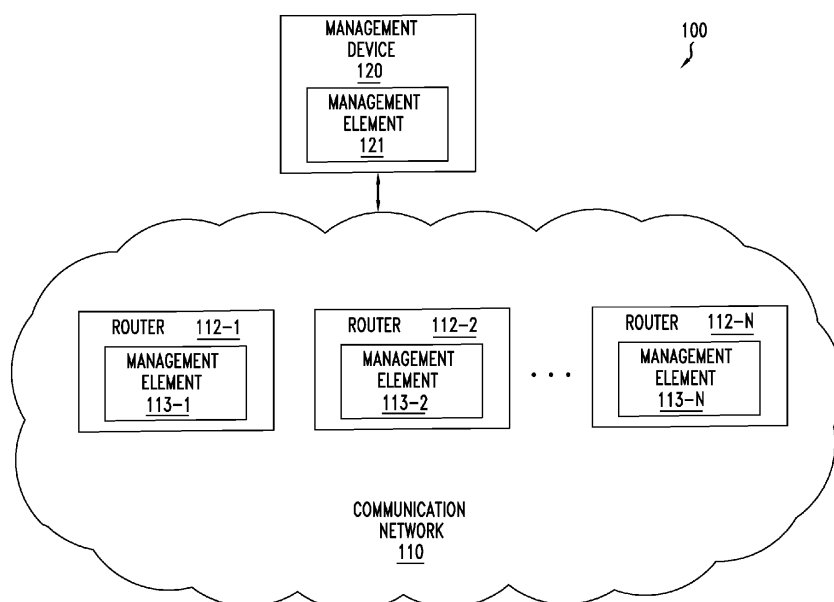 MANAGEMENT
DEVICE
120
MANAGEMENT
ELEMENT
121
100
ROUTER 112-1
MANAGEMENT
ELEMENT
113-1
ROUTER 112-2
MANAGEMENT
ELEMENT
113-2
• • •
ROUTER 112-N
MANAGEMENT
ELEMENT
113-N
COMMUNICATION
NETWORK
110